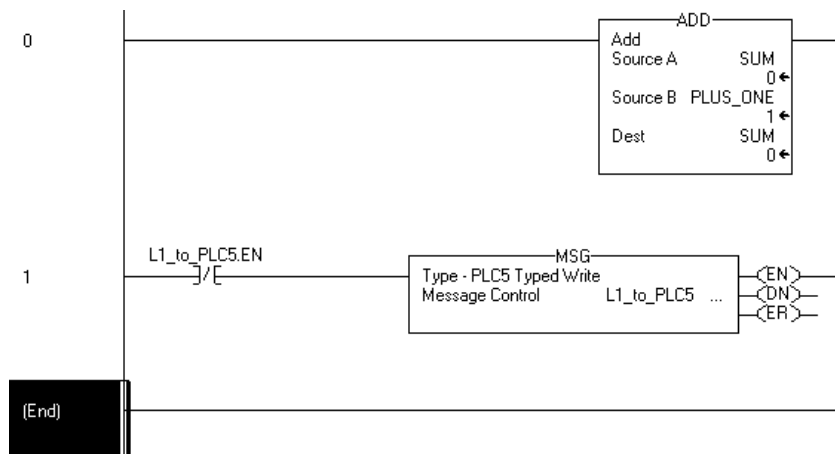 0
ADD
Add
Source A SUM
0
Source B PLUS_ONE
1
Dest SUM
0
L1_to_PLC5.EN
1
MSG
Type - PLC5 Typed Write
Message Control L1_to_PLC5 ...
EN
DN
ER
(End)